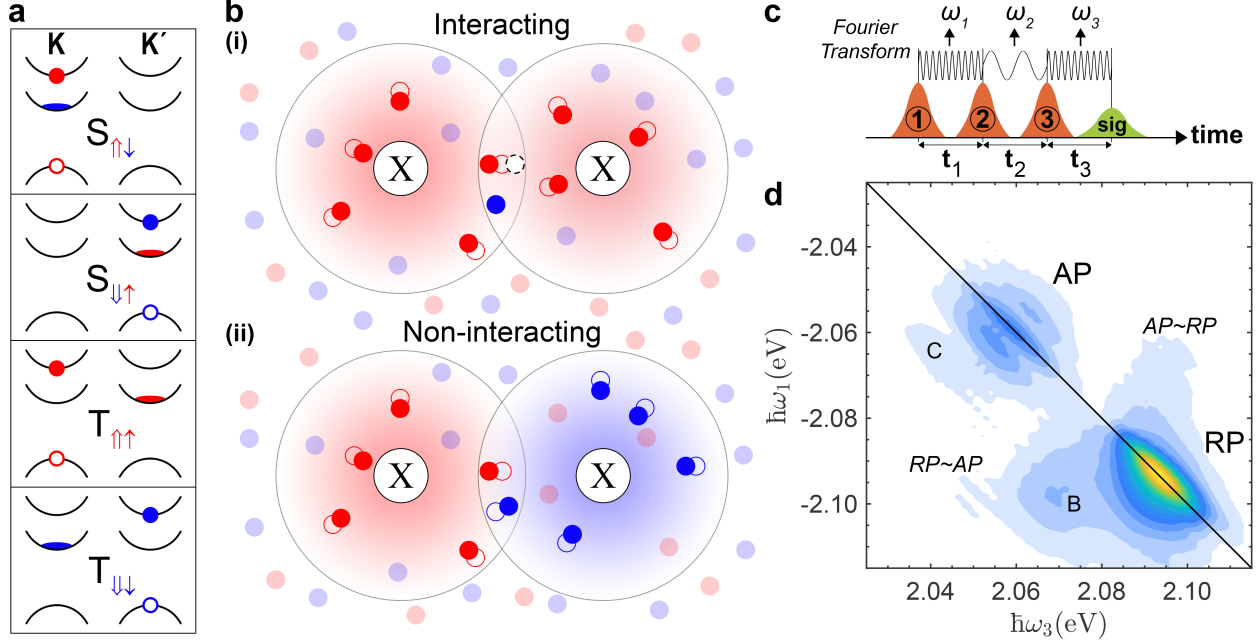 a
K K´
S⇑↓
S⇓↑
T⇑⇑
T⇓↓
b
Interacting
(i)
X X
Non-interacting
(ii)
X X
c
Fourier
Transform
ω1 ω2 ω3
1 2 3 sig
time
t1 t2 t3
d
-2.04
-2.06
-2.08
-2.10
ħω1(eV)
AP
AP~RP
C
RP
RP~AP
B
2.04 2.06 2.08 2.10
ħω3(eV)